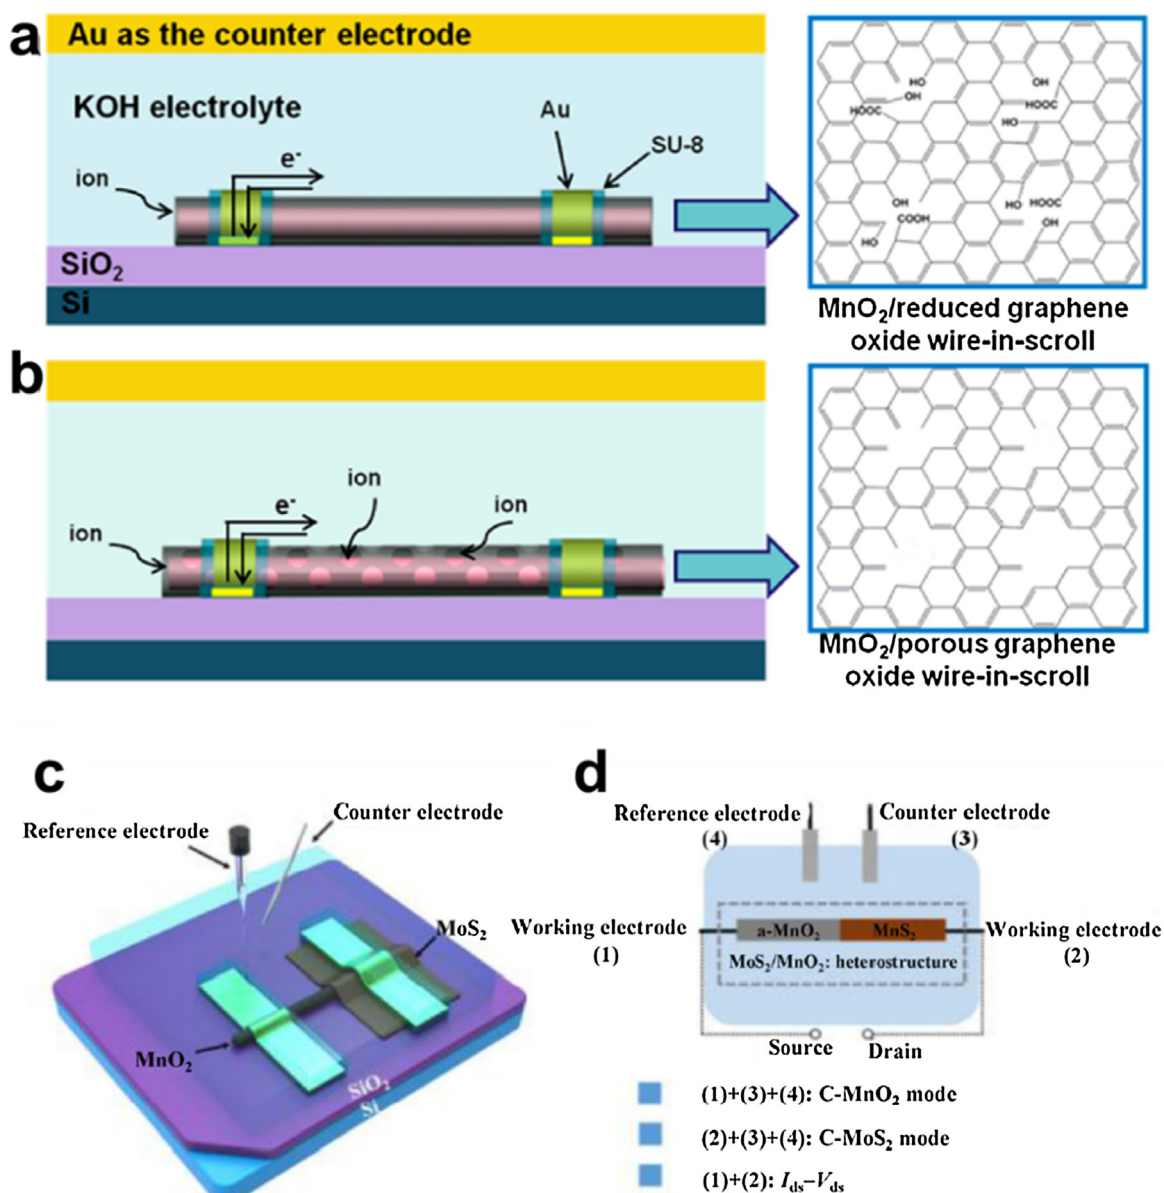 a
Au as the counter electrode
KOH electrolyte
Au
SU-8
e-
ion
SiO2
Si
HO
OH
OH
HOOC
HOOC
HO
OH
HO
HOOC
COOH
OH
HO
MnO2/reduced graphene
oxide wire-in-scroll
b
ion
ion
e-
ion
MnO2/porous graphene
oxide wire-in-scroll
c
Reference electrode
Counter electrode
MoS2
MnO2
SiO2
Si
d
Reference electrode
(4)
Counter electrode
(3)
Working electrode
(1)
a-MnO2
MnS2
Working electrode
(2)
MoS2/MnO2: heterostructure
Source
Drain
(1)+(3)+(4): C-MnO2 mode
(2)+(3)+(4): C-MoS2 mode
(1)+(2): Ids–Vds